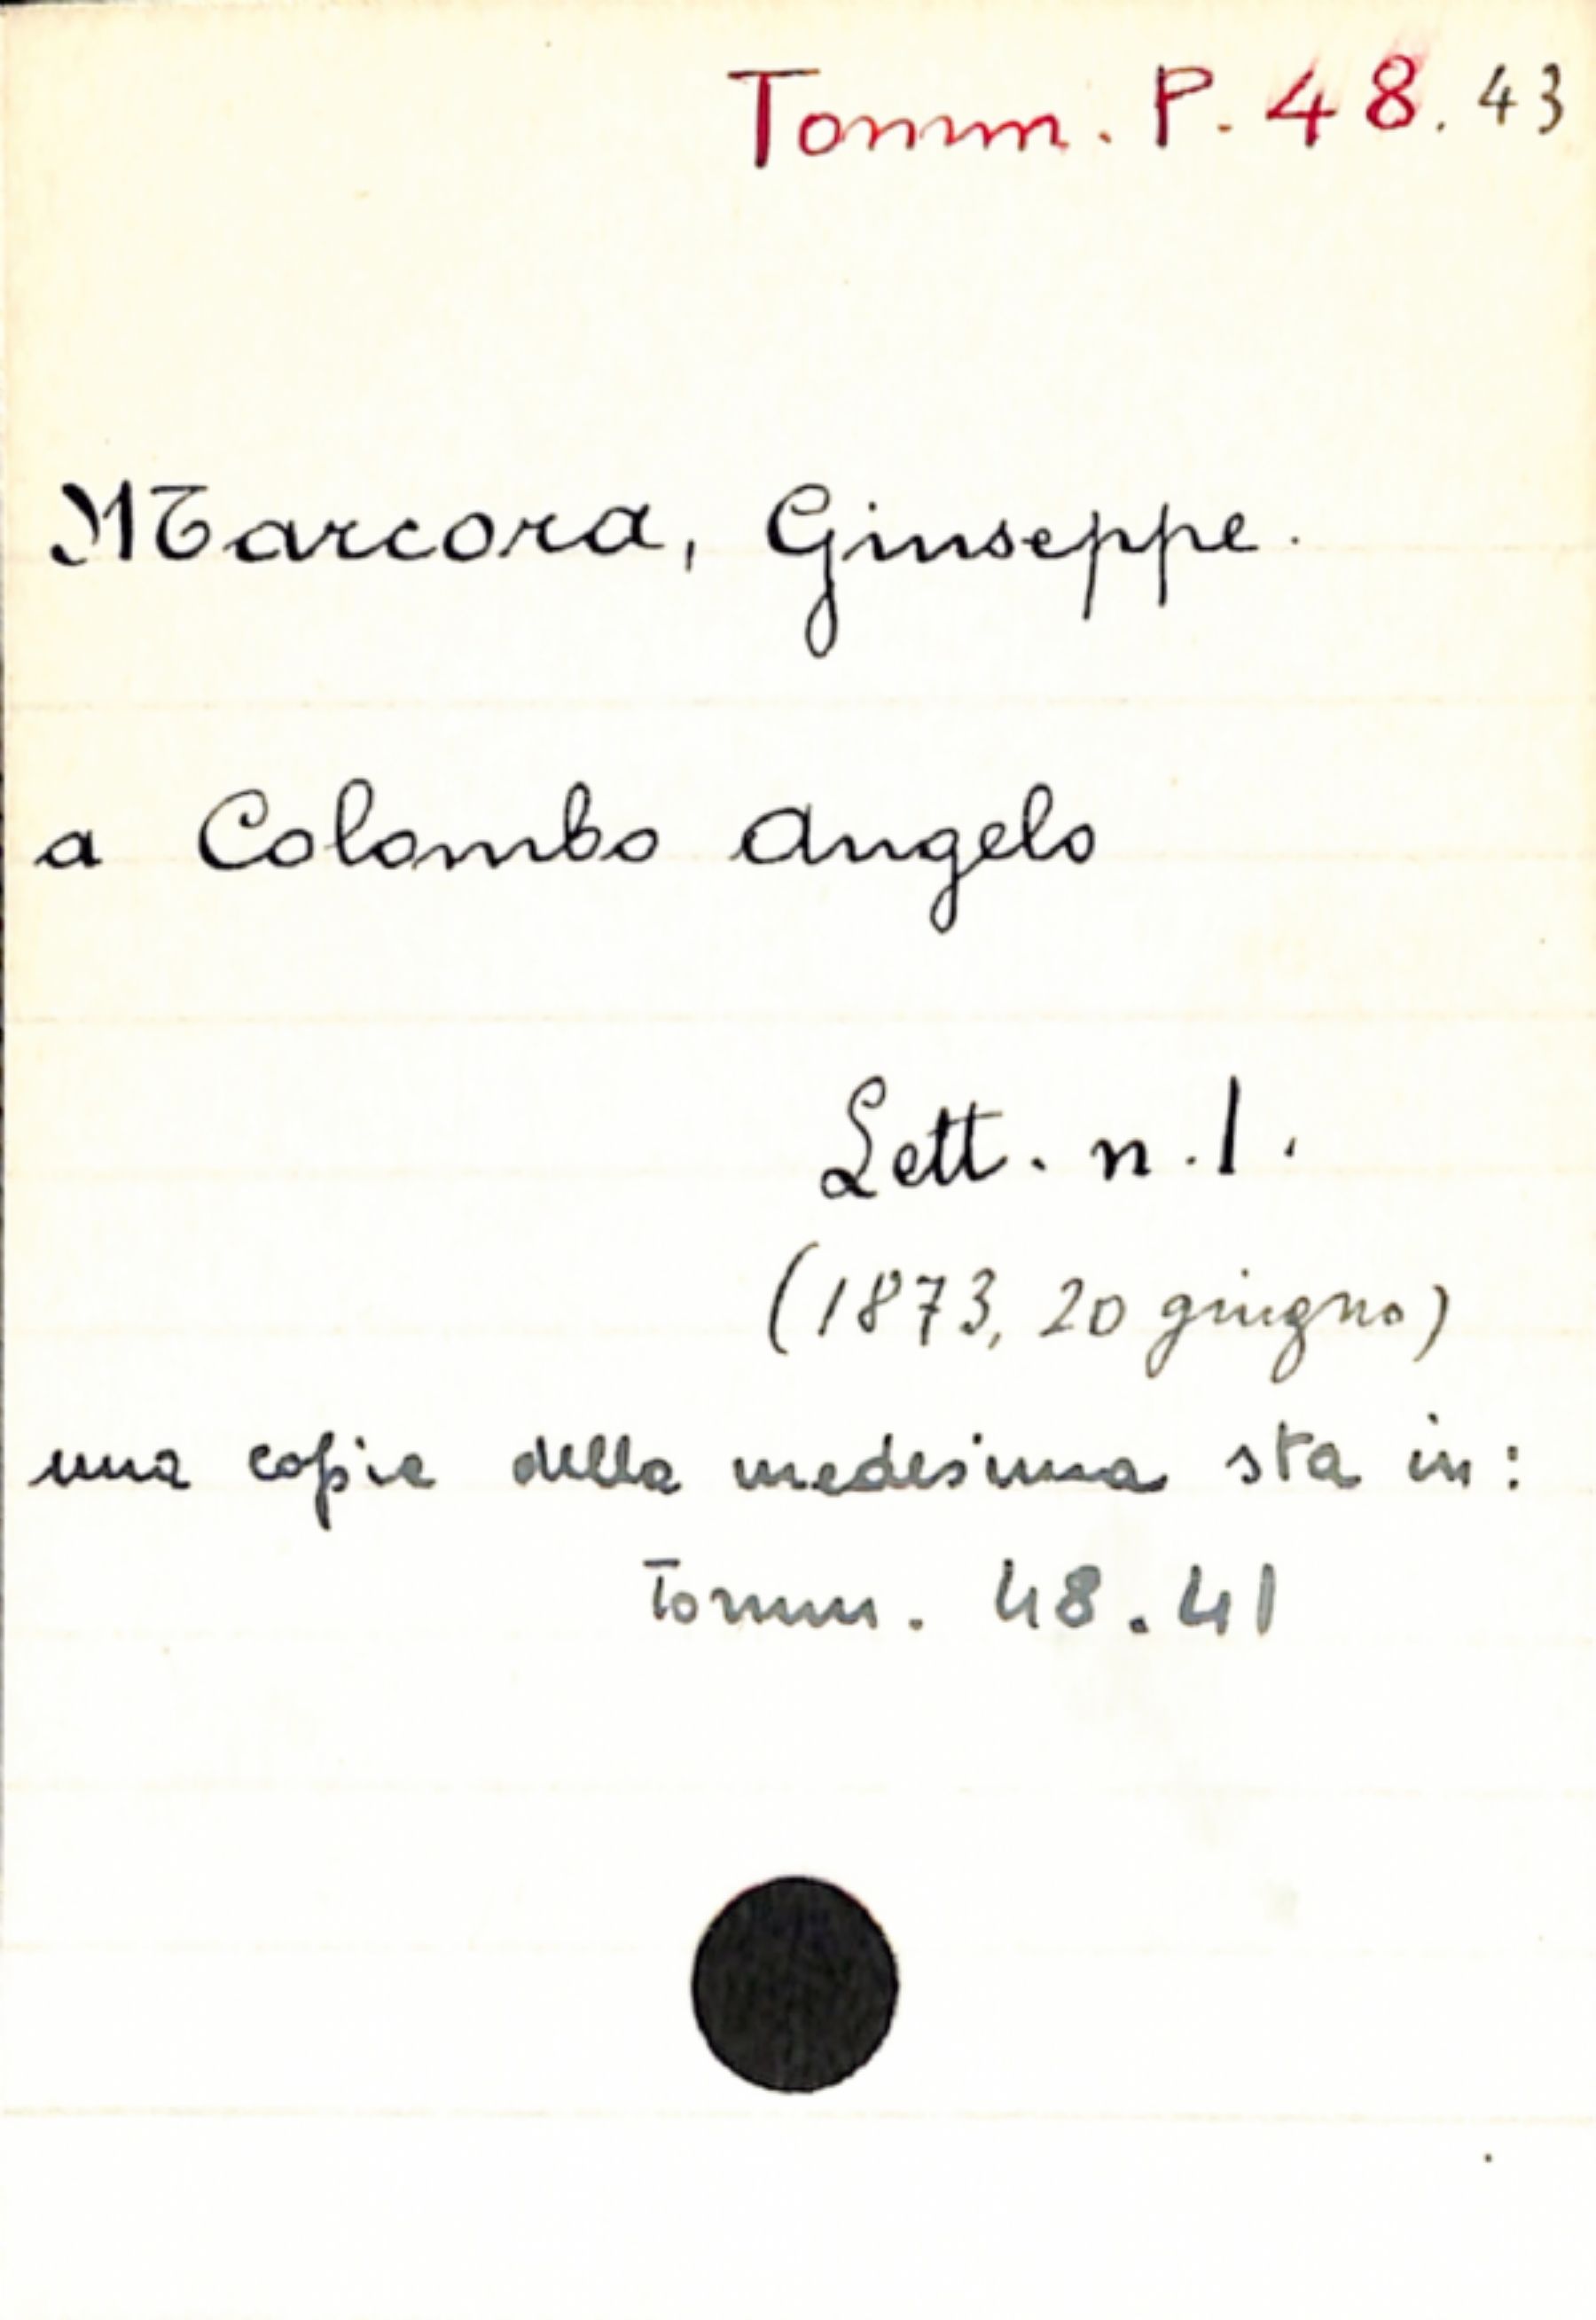 Tomm. P. 48. 43
Marcora, Giuseppe.
a Colombo Angelo
Lett. n. 1.
(1873, 20 giugno)
una copia della medesima sta in:
Tomm. 48.41